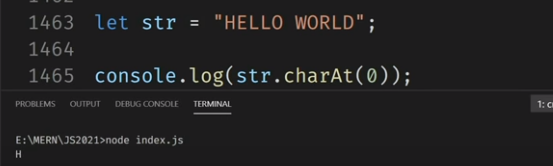 1463 let str = "HELLO WORLD";
1464
1465 console.log(str.charAt(0));
PROBLEMS OUTPUT DEBUG CONSOLE TERMINAL 1: c
E:\MERN\JS2021>node index.js
H